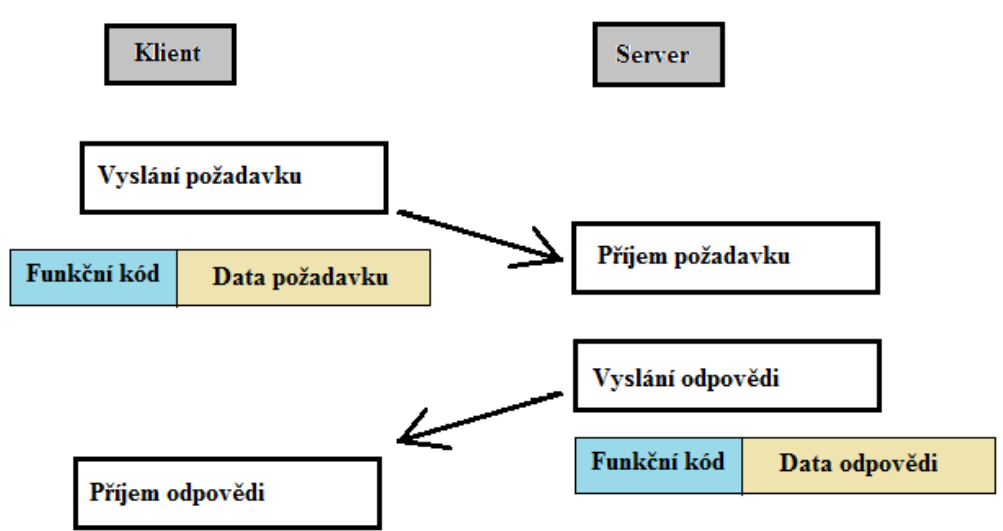 Klient
Server
Vyslání požadavku
Příjem požadavku
Funkční kód
Data požadavku
Vyslání odpovědi
Funkční kód
Data odpovědi
Příjem odpovědi